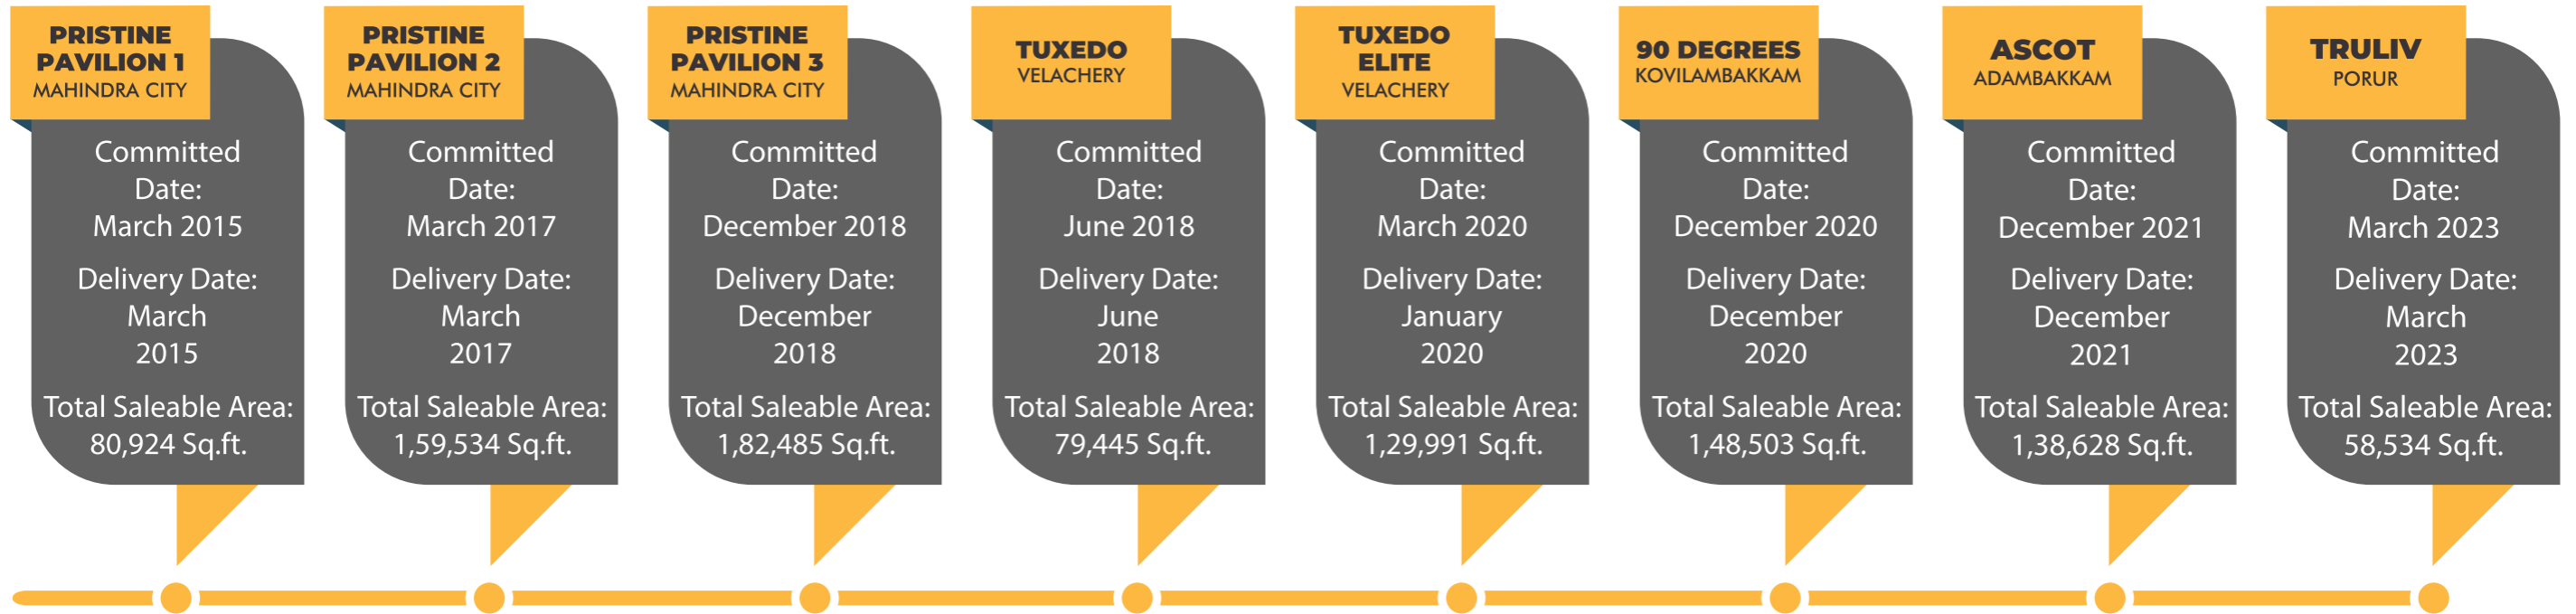 PRISTINE
PAVILION 1
MAHINDRA CITY
Committed
Date:
March 2015
Delivery Date:
March
2015
Total Saleable Area:
80,924 Sq.ft.
PRISTINE
PAVILION 2
MAHINDRA CITY
Committed
Date:
March 2017
Delivery Date:
March
2017
Total Saleable Area:
1,59,534 Sq.ft.
PRISTINE
PAVILION 3
MAHINDRA CITY
Committed
Date:
December 2018
Delivery Date:
December
2018
Total Saleable Area:
1,82,485 Sq.ft.
TUXEDO
VELACHERY
Committed
Date:
June 2018
Delivery Date:
June
2018
Total Saleable Area:
79,445 Sq.ft.
TUXEDO
ELITE
VELACHERY
Committed
Date:
March 2020
Delivery Date:
January
2020
Total Saleable Area:
1,29,991 Sq.ft.
90 DEGREES
KOVILAMBAKKAM
Committed
Date:
December 2020
Delivery Date:
December
2020
Total Saleable Area:
1,48,503 Sq.ft.
ASCOT
ADAMBAKKAM
Committed
Date:
December 2021
Delivery Date:
December
2021
Total Saleable Area:
1,38,628 Sq.ft.
TRULIV
PORUR
Committed
Date:
March 2023
Delivery Date:
March
2023
Total Saleable Area:
58,534 Sq.ft.